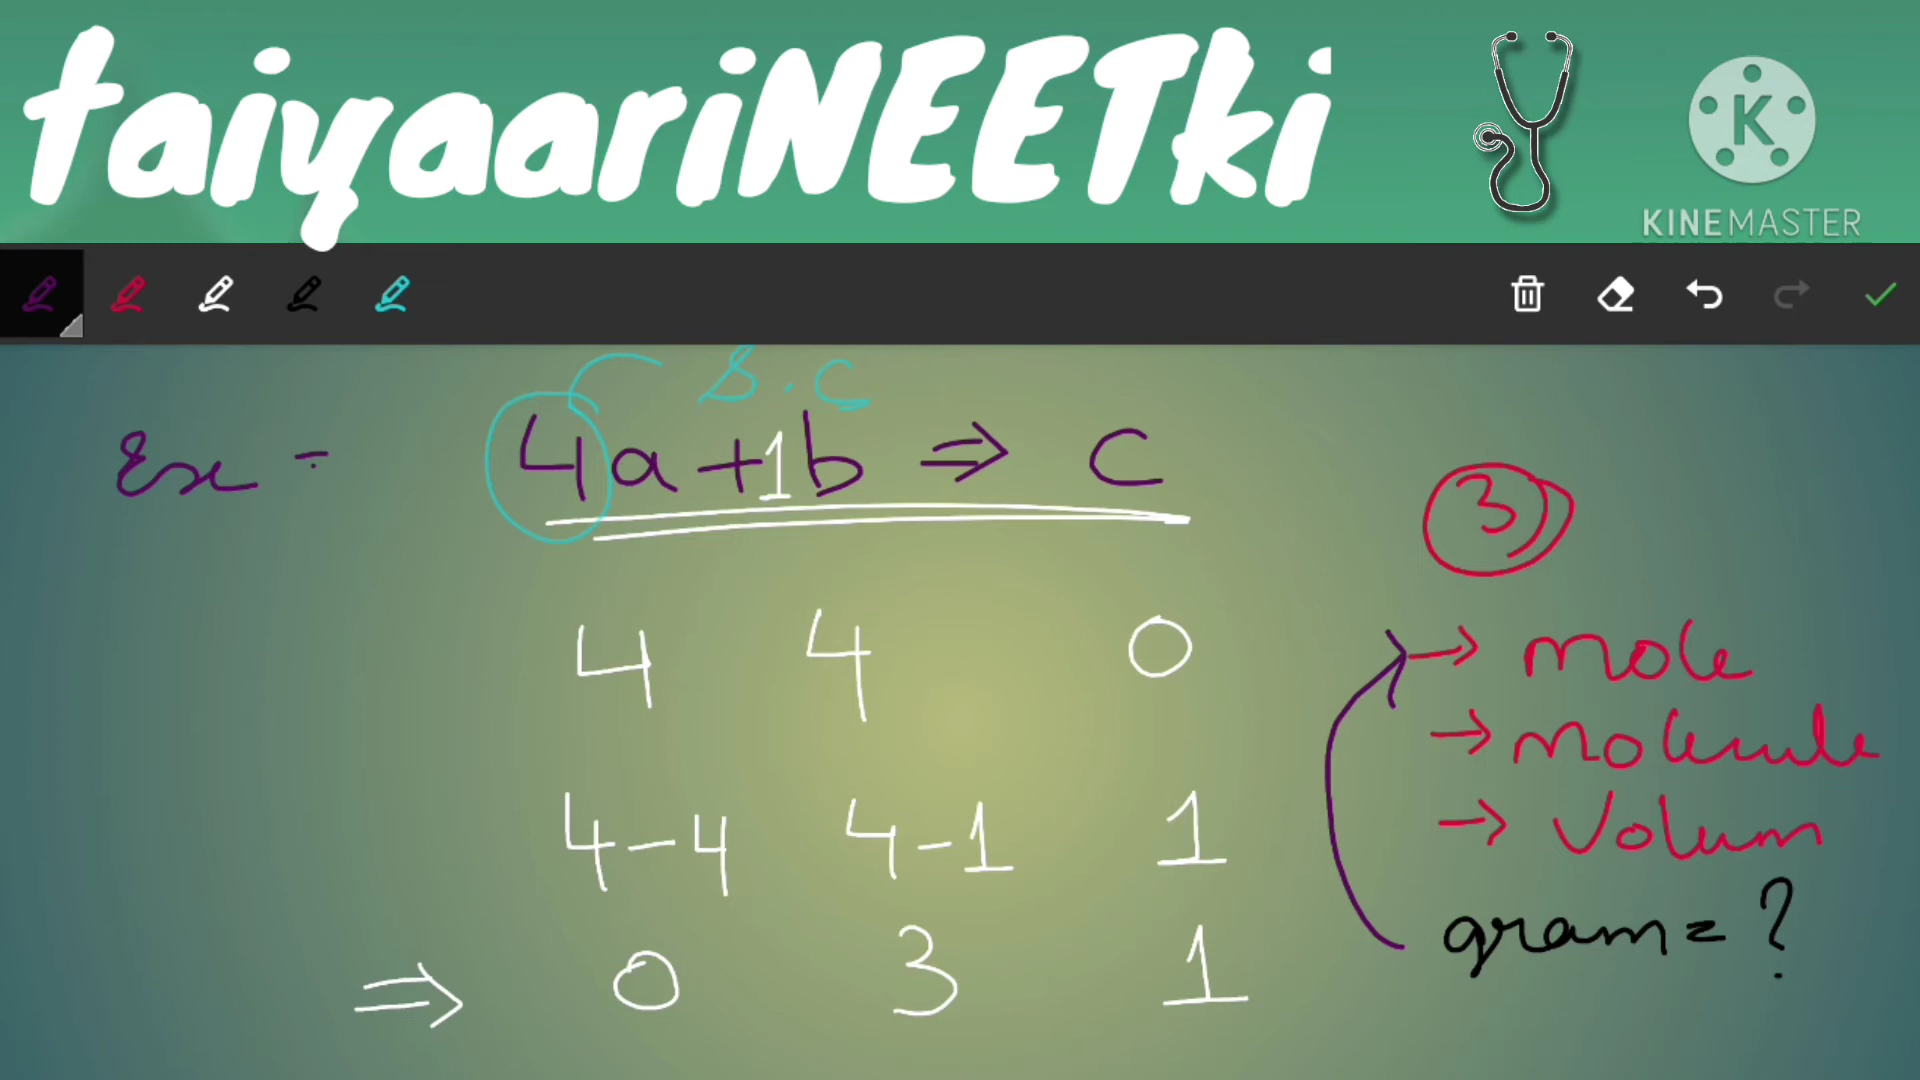 taiyaariNEETki
K
KINEMASTER
S.C
Ex = 4a+1b ⇒ c
4 4 0
4-4 4-1 1
⇒ 0 3 1
3
→ mole
→ molecule
→ Volum
gram = ?